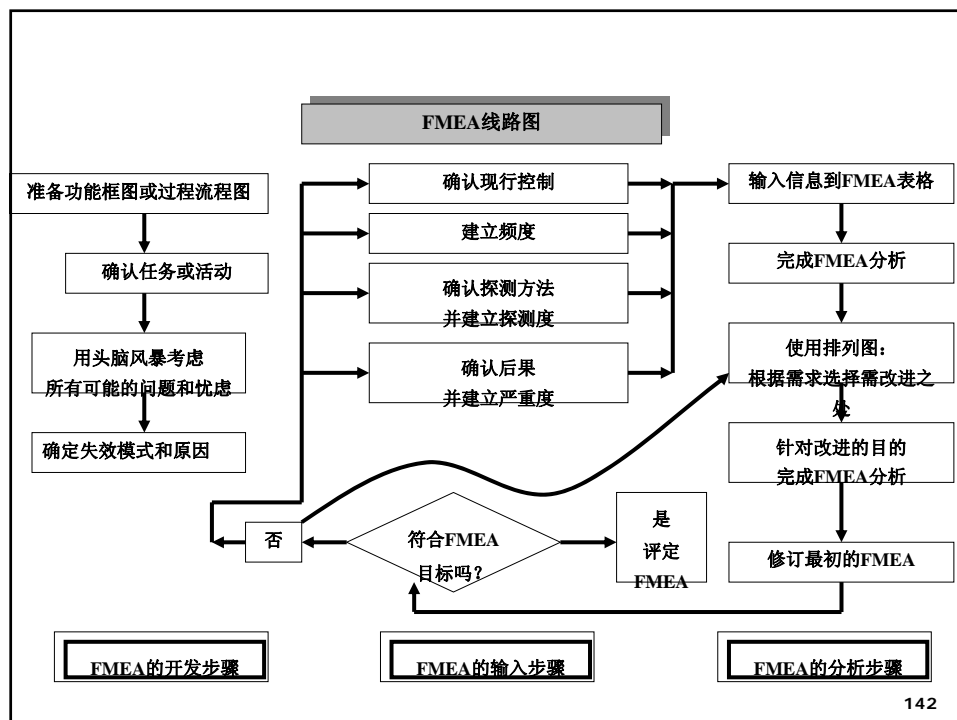 FMEA线路图
准备功能框图或过程流程图
确认任务或活动
用头脑风暴考虑
所有可能的问题和忧虑
确定失效模式和原因
确认现行控制
建立频度
确认探测方法
并建立探测度
确认后果
并建立严重度
输入信息到FMEA表格
完成FMEA分析
使用排列图：
根据需求选择需改进之
处
针对改进的目的
完成FMEA分析
修订最初的FMEA
符合FMEA
目标吗？
否
是
评定
FMEA
FMEA的开发步骤
FMEA的输入步骤
FMEA的分析步骤
142